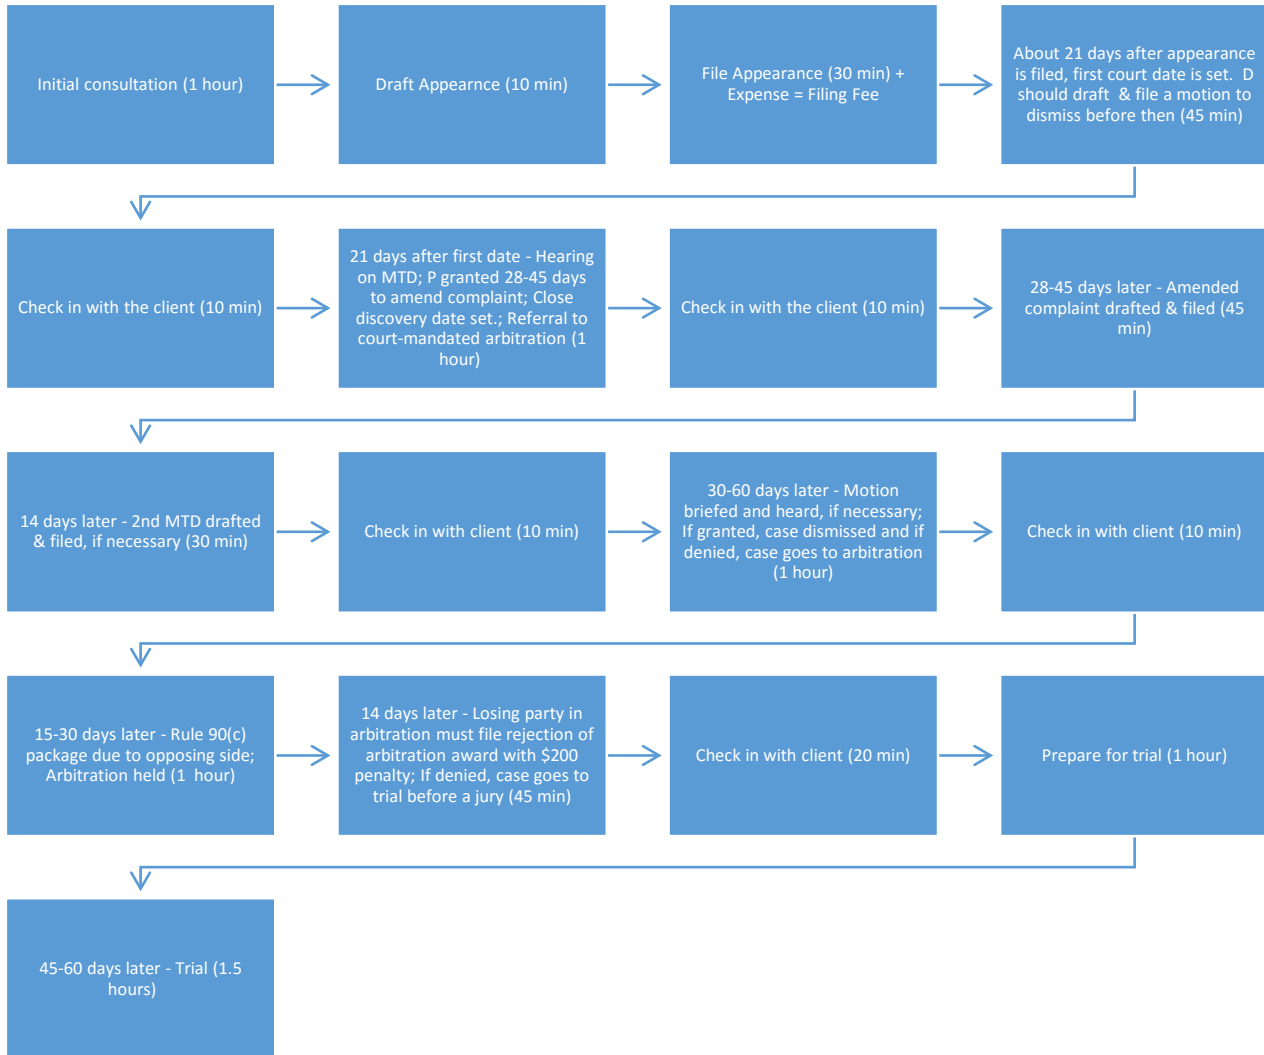 Initial consultation (1 hour)
Draft Appearnce (10 min)
File Appearance (30 min) +
Expense = Filing Fee
About 21 days after appearance
is filed, first court date is set.  D
should draft  & file a motion to
dismiss before then (45 min)
Check in with the client (10 min)
21 days after first date - Hearing
on MTD; P granted 28-45 days
to amend complaint; Close
discovery date set.; Referral to
court-mandated arbitration (1
hour)
Check in with the client (10 min)
28-45 days later - Amended
complaint drafted & filed (45
min)
14 days later - 2nd MTD drafted
& filed, if necessary (30 min)
Check in with client (10 min)
30-60 days later - Motion
briefed and heard, if necessary;
If granted, case dismissed and if
denied, case goes to arbitration
(1 hour)
Check in with client (10 min)
15-30 days later - Rule 90(c)
package due to opposing side;
Arbitration held (1  hour)
14 days later - Losing party in
arbitration must file rejection of
arbitration award with $200
penalty; If denied, case goes to
trial before a jury (45 min)
Check in with client (20 min)
Prepare for trial (1 hour)
45-60 days later - Trial (1.5
hours)